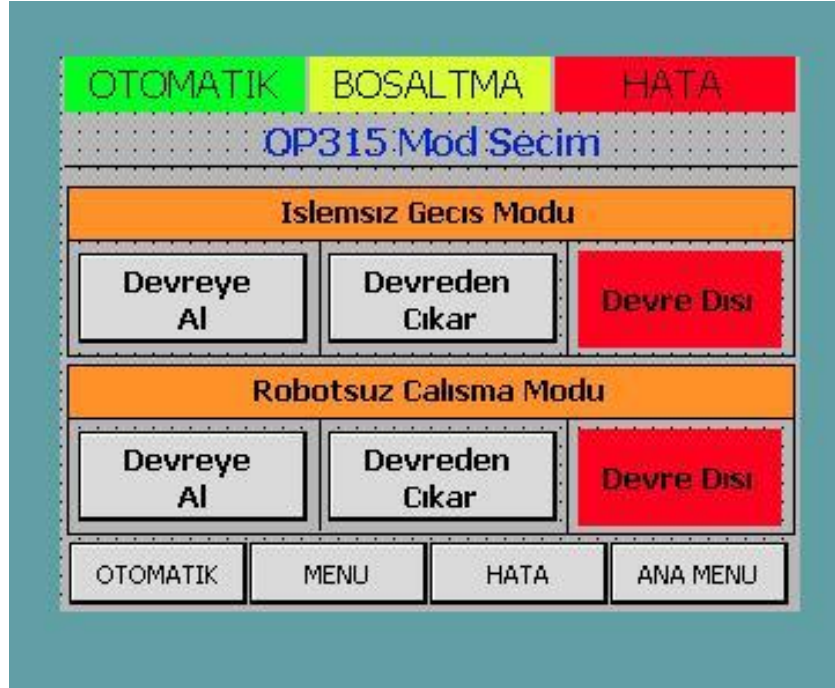 OTOMATIK BOSALTMA HATA
OP315 Mod Secim
Islemsız Gecıs Modu
Devreye Al
Devreden Cıkar
Devre Dısı
Robotsuz Calısma Modu
Devreye Al
Devreden Cıkar
Devre Dısı
OTOMATIK MENU HATA ANA MENU